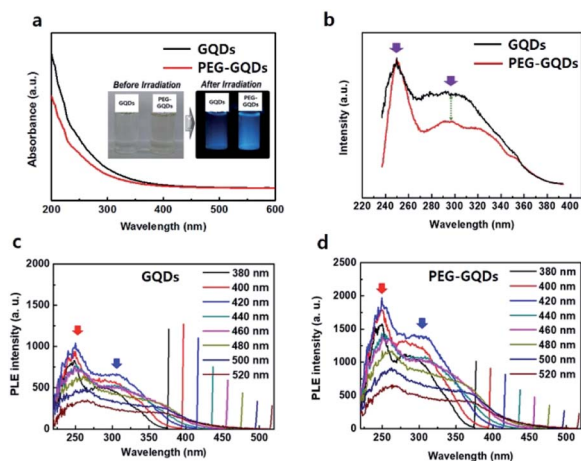 a
GQDs
PEG-GQDs
Before Irradiation
After Irradiation
GQDs
PEG-
GQDs
GQDs
PEG-
GQDs
Absorbance (a.u.)
200 300 400 500 600
Wavelength (nm)
b
GQDs
PEG-GQDs
Intensity (a.u.)
220 240 260 280 300 320 340 360 380 400
Wavelength (nm)
c
GQDs
380 nm
400 nm
420 nm
440 nm
460 nm
480 nm
500 nm
520 nm
PLE intensity (a. u.)
2000
1500
1000
500
0
250 300 350 400 450 500
Wavelength (nm)
d
PEG-GQDs
380 nm
400 nm
420 nm
440 nm
460 nm
480 nm
500 nm
520 nm
PLE intensity (a. u.)
2500
2000
1500
1000
500
0
250 300 350 400 450 500
Wavelength (nm)